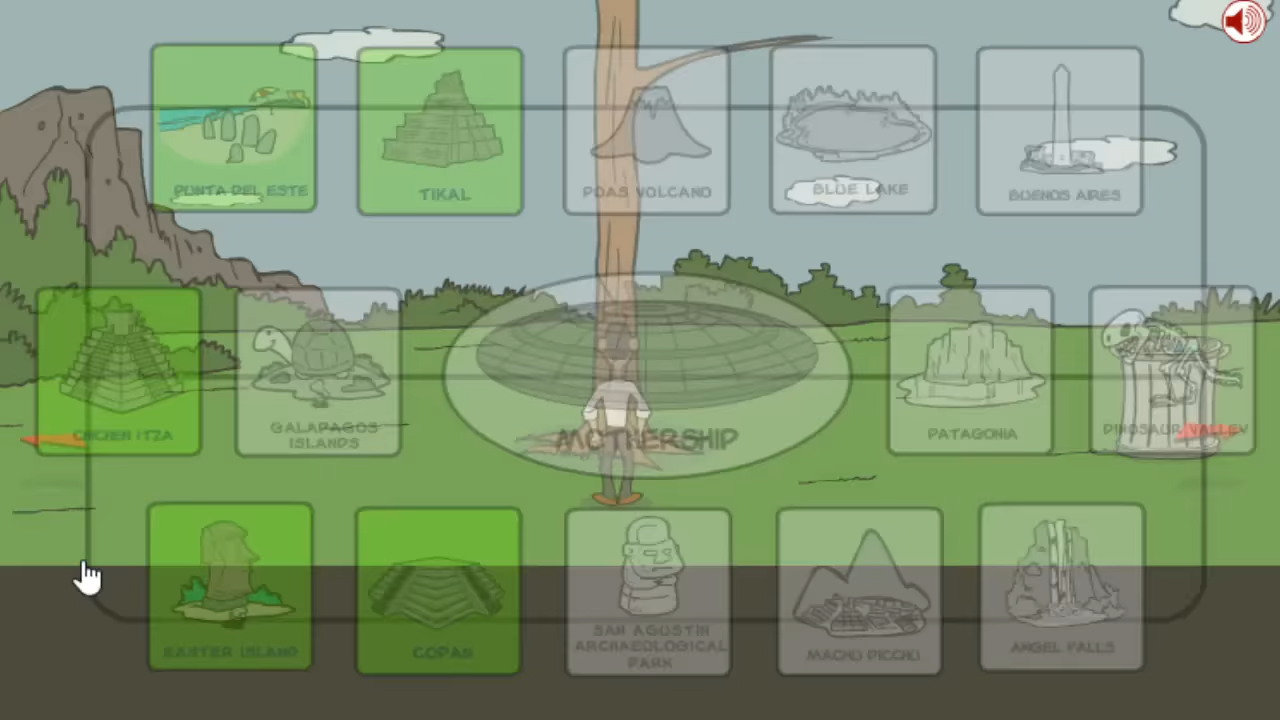 PUNTA DEL ESTE
TIKAL
POAS VOLCANO
BLUE LAKE
BUENOS AIRES
CHICHEN ITZA
GALAPAGOS
ISLANDS
MOTHERSHIP
PATAGONIA
DINOSAUR VALLEY
EASTER ISLAND
COPAN
SAN AGUSTIN
ARCHAEOLOGICAL
PARK
MACHU PICCHU
ANGEL FALLS